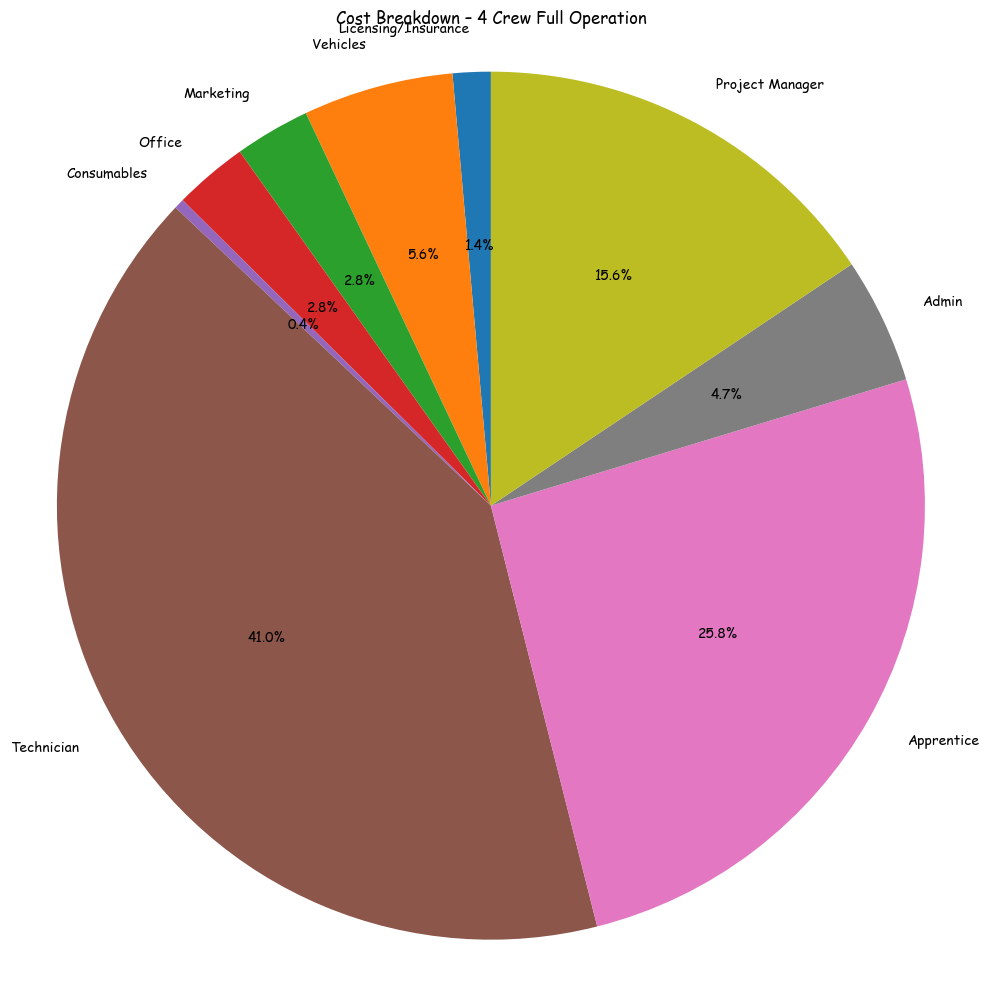 Cost Breakdown – 4 Crew Full Operation
Licensing/Insurance
Vehicles
Marketing
Office
Consumables
Technician
Apprentice
Admin
Project Manager
1.4%
5.6%
2.8%
2.8%
0.4%
41.0%
25.8%
4.7%
15.6%